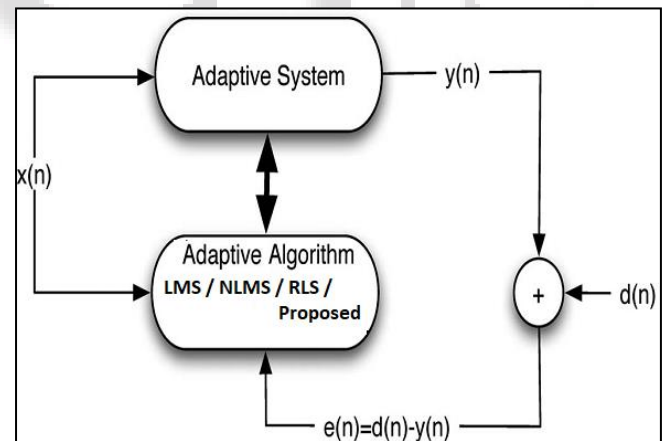 Adaptive System
y(n)
x(n)
Adaptive Algorithm
LMS / NLMS / RLS /
Proposed
+
d(n)
e(n)=d(n)-y(n)